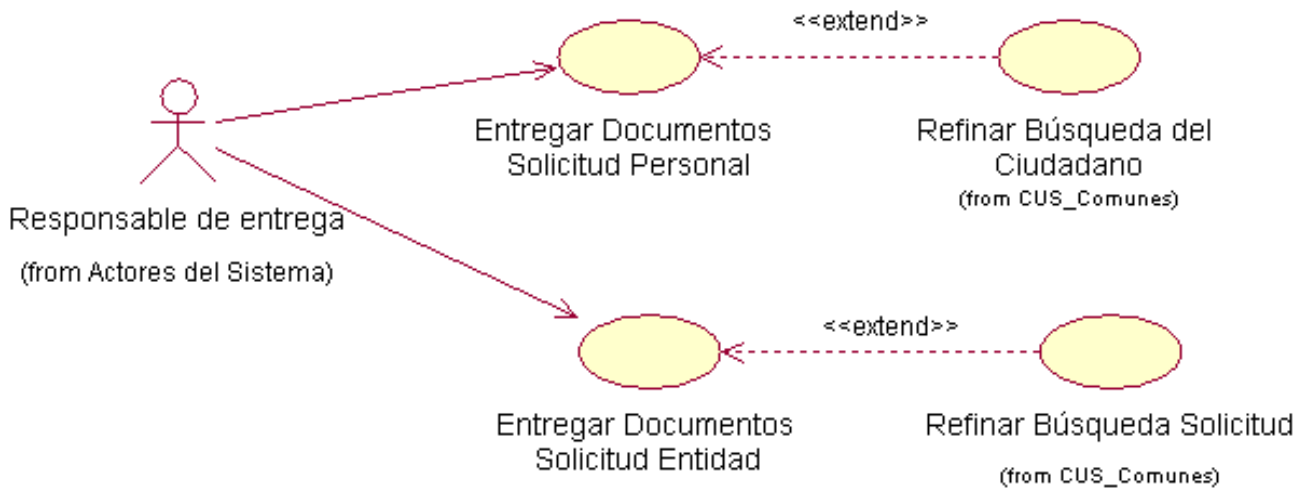 <<extend>>
Entregar Documentos
Solicitud Personal
Refinar Búsqueda del
Ciudadano
(from CUS_Comunes)
Responsable de entrega
(from Actores del Sistema)
<<extend>>
Entregar Documentos
Solicitud Entidad
Refinar Búsqueda Solicitud
(from CUS_Comunes)